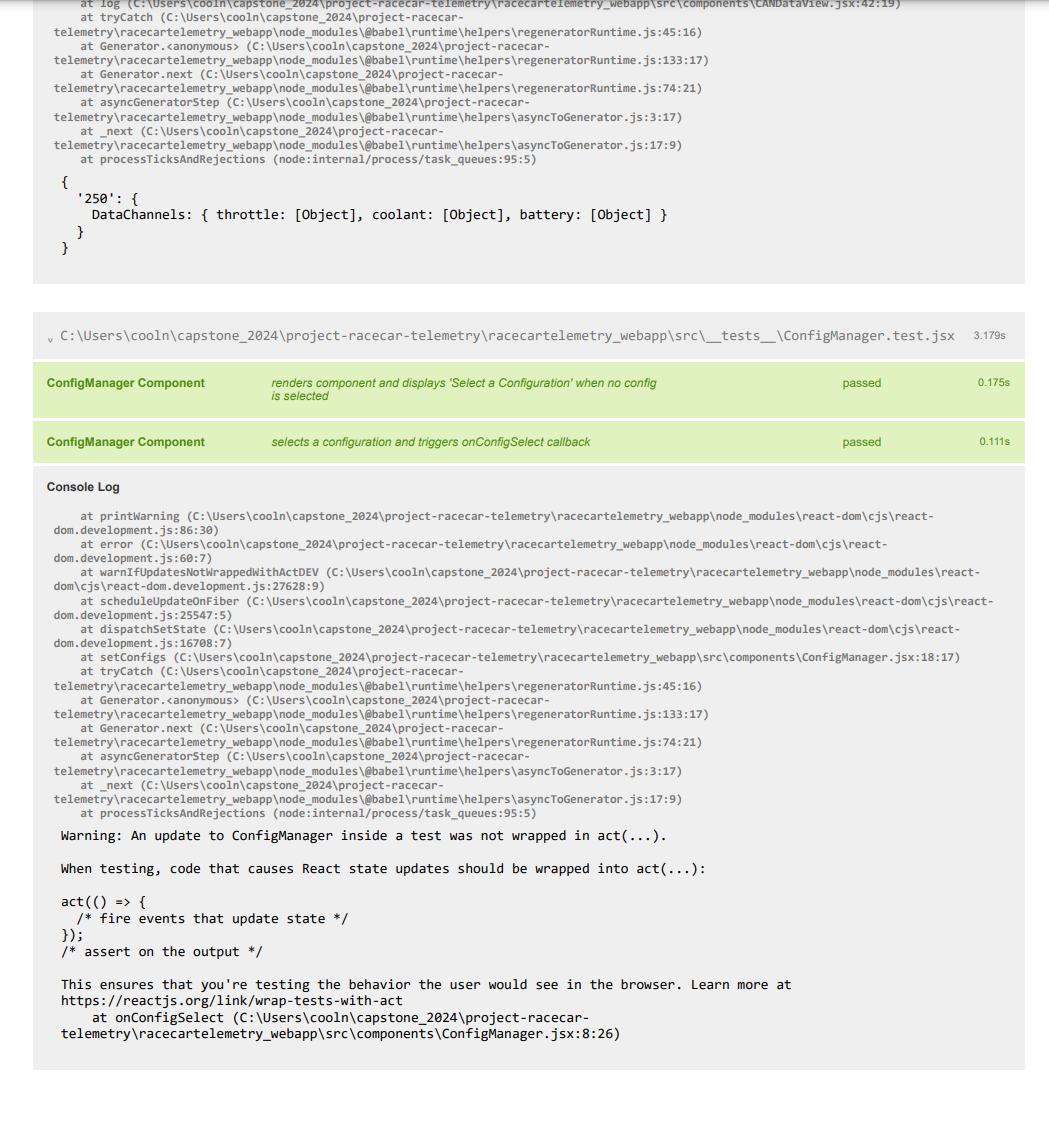 at log (C:\Users\cooln\capstone_2024\project-racecar-telemetry\racecartelemetry_webapp\src\components\CANDataView.jsx:42:19)
at tryCatch (C:\Users\cooln\capstone_2024\project-racecar-
telemetry\racecartelemetry_webapp\node_modules\@babel\runtime\helpers\regeneratorRuntime.js:45:16)
at Generator.<anonymous> (C:\Users\cooln\capstone_2024\project-racecar-
telemetry\racecartelemetry_webapp\node_modules\@babel\runtime\helpers\regeneratorRuntime.js:133:17)
at Generator.next (C:\Users\cooln\capstone_2024\project-racecar-
telemetry\racecartelemetry_webapp\node_modules\@babel\runtime\helpers\regeneratorRuntime.js:74:21)
at asyncGeneratorStep (C:\Users\cooln\capstone_2024\project-racecar-
telemetry\racecartelemetry_webapp\node_modules\@babel\runtime\helpers\asyncToGenerator.js:3:17)
at _next (C:\Users\cooln\capstone_2024\project-racecar-
telemetry\racecartelemetry_webapp\node_modules\@babel\runtime\helpers\asyncToGenerator.js:17:9)
at processTicksAndRejections (node:internal/process/task_queues:95:5)
{
'250': {
DataChannels: { throttle: [Object], coolant: [Object], battery: [Object] }
}
}
C:\Users\cooln\capstone_2024\project-racecar-telemetry\racecartelemetry_webapp\src\__tests__\ConfigManager.test.jsx 3.179s
ConfigManager Component renders component and displays 'Select a Configuration' when no config passed 0.175s
is selected
ConfigManager Component selects a configuration and triggers onConfigSelect callback passed 0.111s
Console Log
at printWarning (C:\Users\cooln\capstone_2024\project-racecar-telemetry\racecartelemetry_webapp\node_modules\react-dom\cjs\react-
dom.development.js:86:30)
at error (C:\Users\cooln\capstone_2024\project-racecar-telemetry\racecartelemetry_webapp\node_modules\react-dom\cjs\react-
dom.development.js:60:7)
at warnIfUpdatesNotWrappedWithActDEV (C:\Users\cooln\capstone_2024\project-racecar-telemetry\racecartelemetry_webapp\node_modules\react-
dom\cjs\react-dom.development.js:27628:9)
at scheduleUpdateOnFiber (C:\Users\cooln\capstone_2024\project-racecar-telemetry\racecartelemetry_webapp\node_modules\react-dom\cjs\react-
dom.development.js:25547:5)
at dispatchSetState (C:\Users\cooln\capstone_2024\project-racecar-telemetry\racecartelemetry_webapp\node_modules\react-dom\cjs\react-
dom.development.js:16708:7)
at setConfigs (C:\Users\cooln\capstone_2024\project-racecar-telemetry\racecartelemetry_webapp\src\components\ConfigManager.jsx:18:17)
at tryCatch (C:\Users\cooln\capstone_2024\project-racecar-
telemetry\racecartelemetry_webapp\node_modules\@babel\runtime\helpers\regeneratorRuntime.js:45:16)
at Generator.<anonymous> (C:\Users\cooln\capstone_2024\project-racecar-
telemetry\racecartelemetry_webapp\node_modules\@babel\runtime\helpers\regeneratorRuntime.js:133:17)
at Generator.next (C:\Users\cooln\capstone_2024\project-racecar-
telemetry\racecartelemetry_webapp\node_modules\@babel\runtime\helpers\regeneratorRuntime.js:74:21)
at asyncGeneratorStep (C:\Users\cooln\capstone_2024\project-racecar-
telemetry\racecartelemetry_webapp\node_modules\@babel\runtime\helpers\asyncToGenerator.js:3:17)
at _next (C:\Users\cooln\capstone_2024\project-racecar-
telemetry\racecartelemetry_webapp\node_modules\@babel\runtime\helpers\asyncToGenerator.js:17:9)
at processTicksAndRejections (node:internal/process/task_queues:95:5)
Warning: An update to ConfigManager inside a test was not wrapped in act(...).
When testing, code that causes React state updates should be wrapped into act(...):
act(() => {
/* fire events that update state */
});
/* assert on the output */
This ensures that you're testing the behavior the user would see in the browser. Learn more at
https://reactjs.org/link/wrap-tests-with-act
at onConfigSelect (C:\Users\cooln\capstone_2024\project-racecar-
telemetry\racecartelemetry_webapp\src\components\ConfigManager.jsx:8:26)